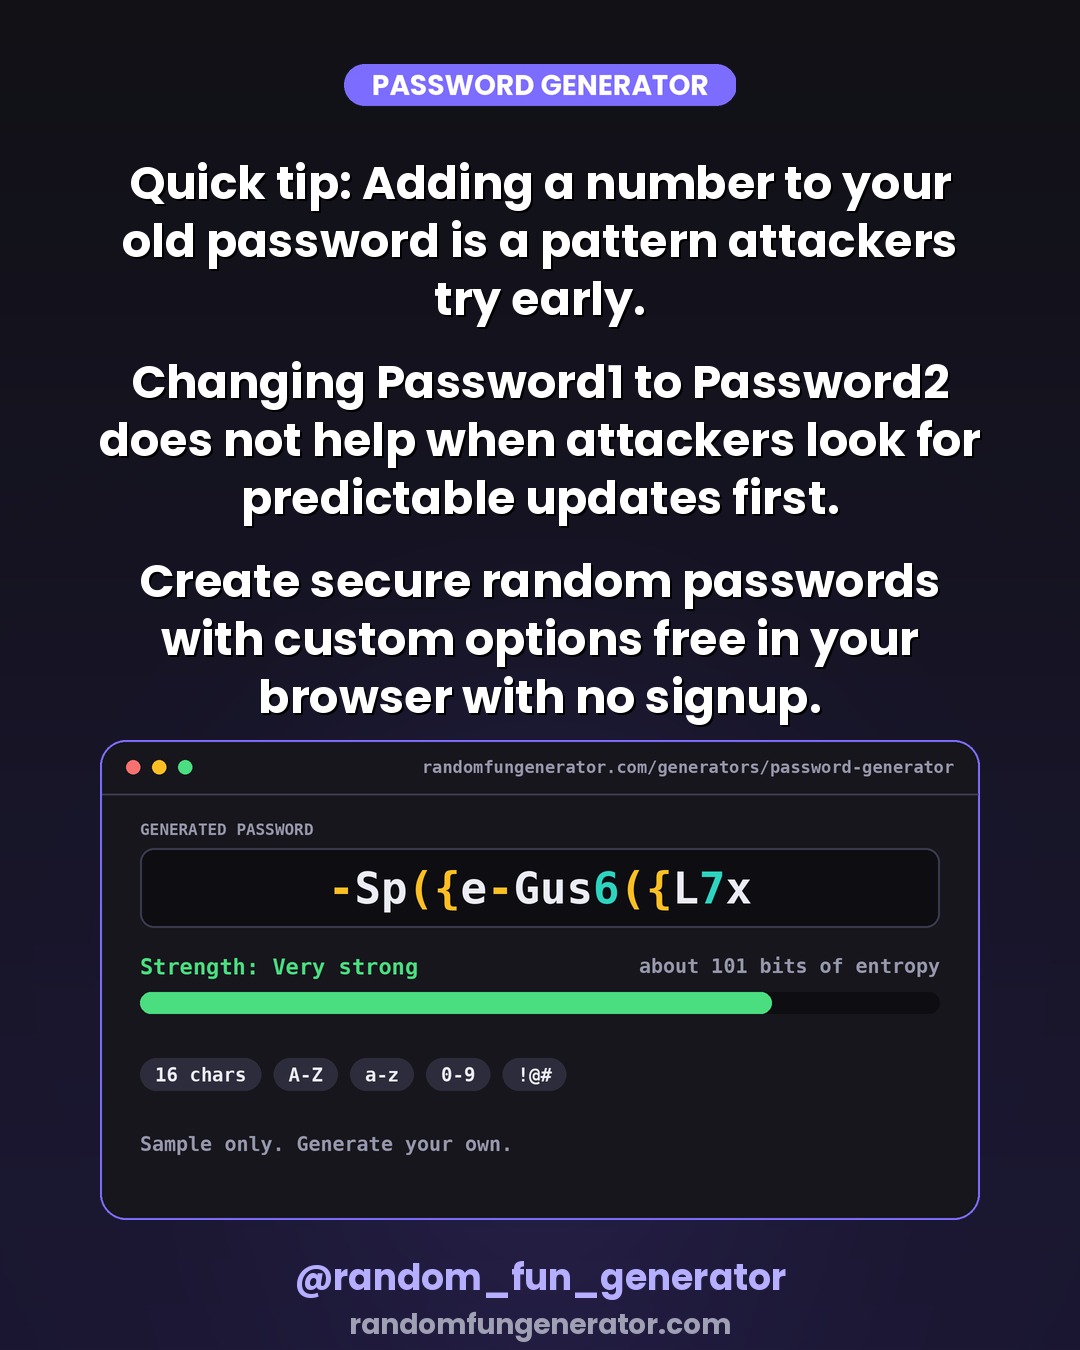 PASSWORD GENERATOR
Quick tip: Adding a number to your
old password is a pattern attackers
try early.
Changing Password1 to Password2
does not help when attackers look for
predictable updates first.
Create secure random passwords
with custom options free in your
browser with no signup.
randomfungenerator.com/generators/password-generator
GENERATED PASSWORD
-Sp({e-Gus6({L7x
Strength: Very strong
about 101 bits of entropy
16 chars
A-Z
a-z
0-9
!@#
Sample only. Generate your own.
@random_fun_generator
randomfungenerator.com